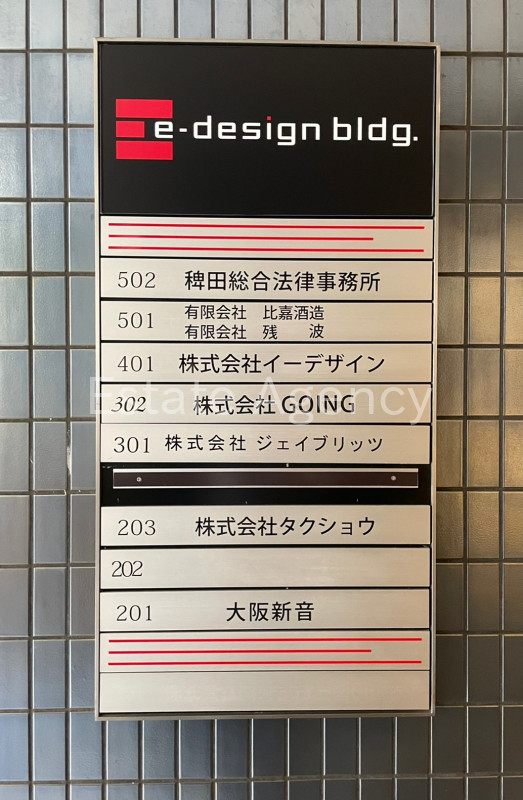 e-design bldg.
502 稗田総合法律事務所
501 有限会社 比嘉酒造
有限会社 残 波
401 株式会社イーデザイン
Estate Agency
302 株式会社 GOING
301 株式会社 ジェイブリッツ
203 株式会社タクショウ
202
201 大阪新音